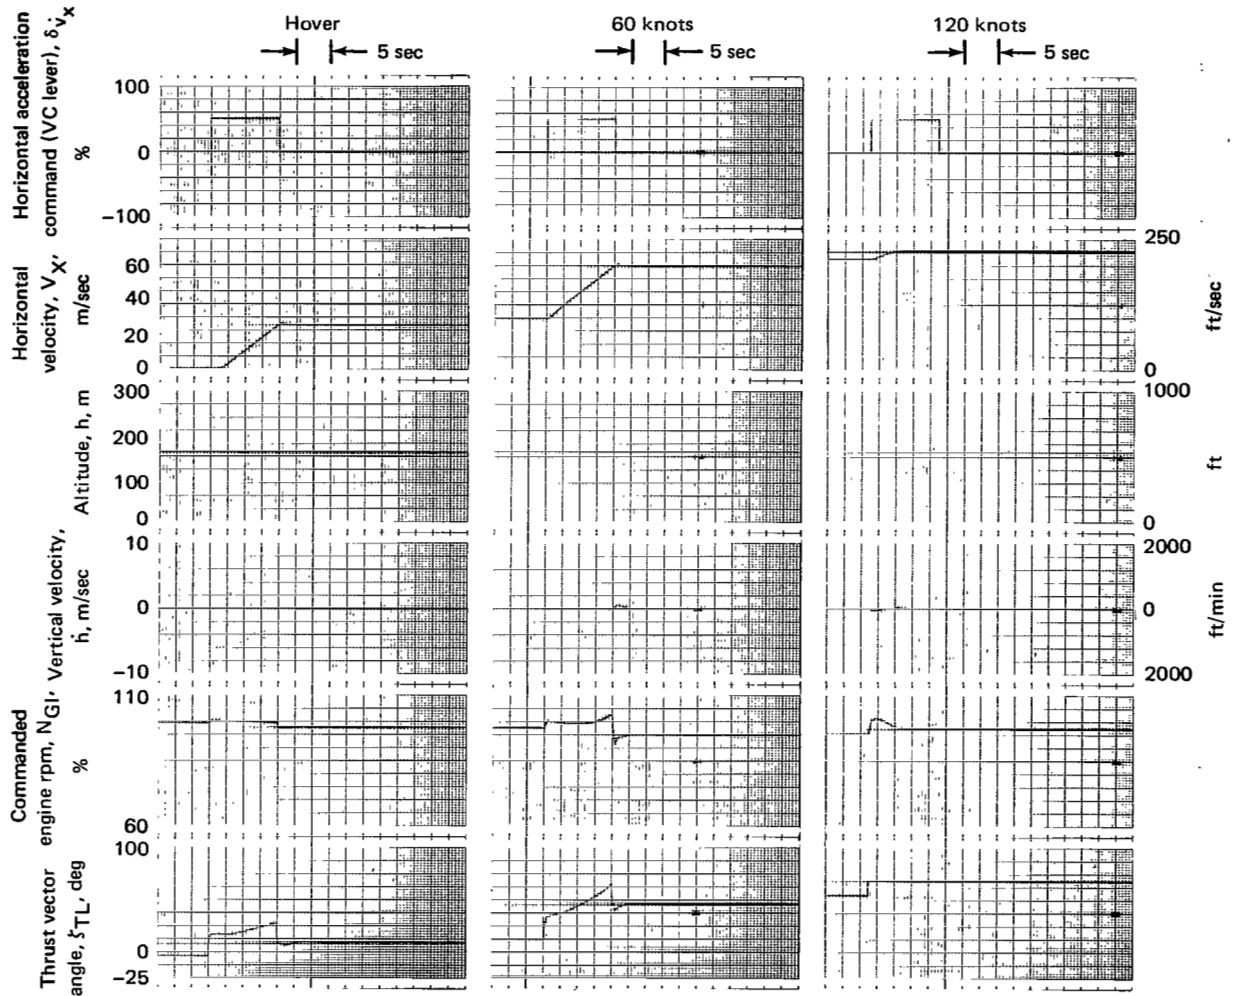 Hover
60 knots
120 knots
5 sec
5 sec
5 sec
Horizontal acceleration
command (VC lever), δv̇x
%
100
0
−100
Horizontal
velocity, Vx,
m/sec
60
40
20
0
250
0
ft/sec
Altitude, h, m
300
200
100
0
1000
0
ft
Vertical velocity,
ḣ, m/sec
10
0
−10
2000
0
2000
ft/min
Commanded
engine rpm, NGI,
%
110
60
Thrust vector
angle, ζTL, deg
100
0
−25